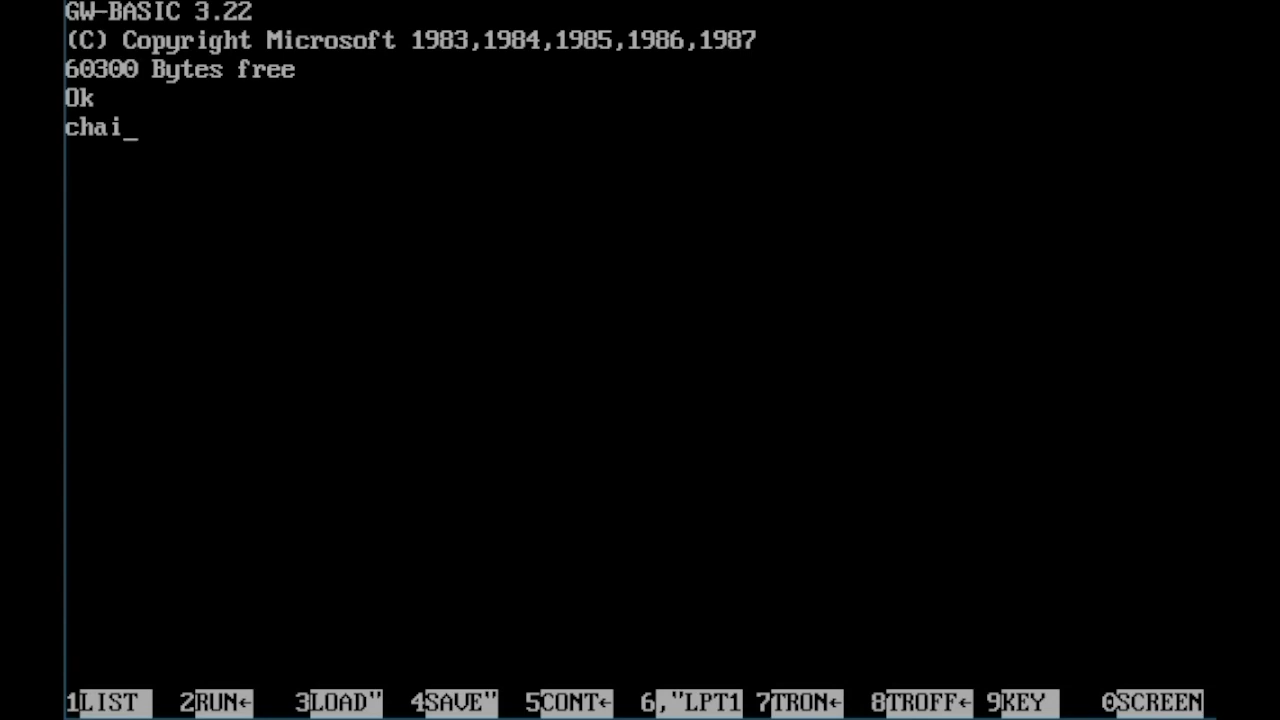 GW-BASIC 3.22
(C) Copyright Microsoft 1983,1984,1985,1986,1987
60300 Bytes free
Ok
chai_
1LIST 2RUN← 3LOAD" 4SAVE" 5CONT← 6,"LPT1 7TRON← 8TROFF← 9KEY 0SCREEN